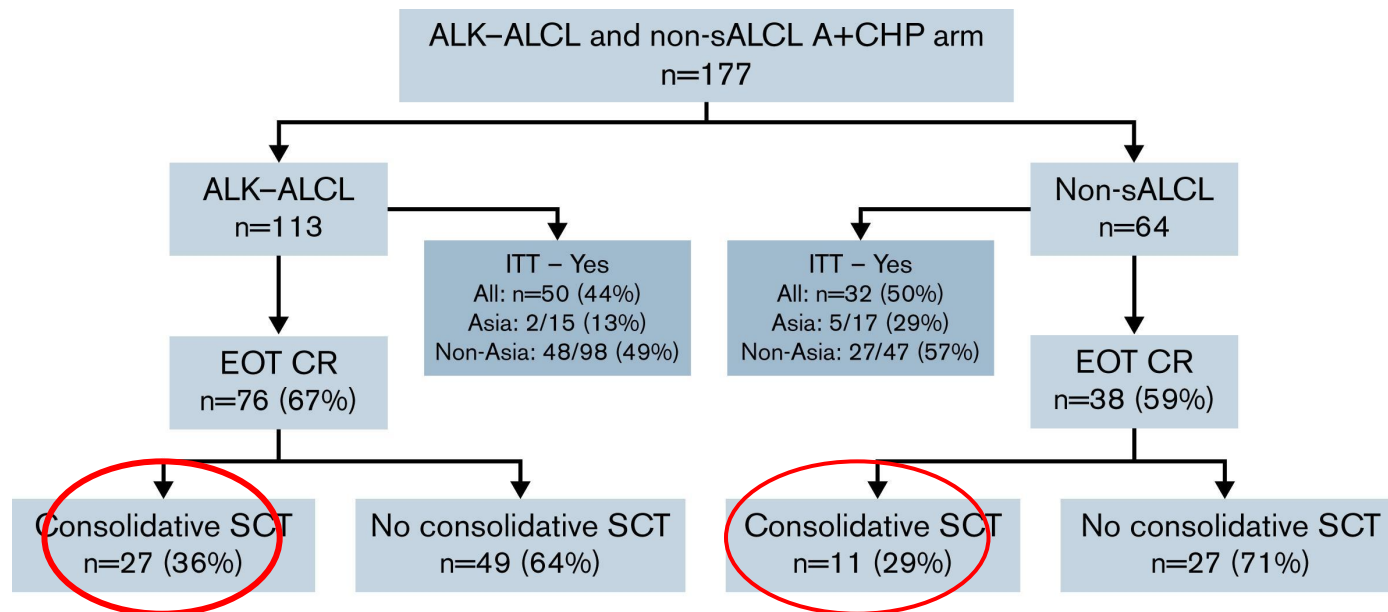 ALK–ALCL and non-sALCL A+CHP arm
n=177
ALK–ALCL
n=113
Non-sALCL
n=64
ITT – Yes
All: n=50 (44%)
Asia: 2/15 (13%)
Non-Asia: 48/98 (49%)
ITT – Yes
All: n=32 (50%)
Asia: 5/17 (29%)
Non-Asia: 27/47 (57%)
EOT CR
n=76 (67%)
EOT CR
n=38 (59%)
Consolidative SCT
n=27 (36%)
No consolidative SCT
n=49 (64%)
Consolidative SCT
n=11 (29%)
No consolidative SCT
n=27 (71%)